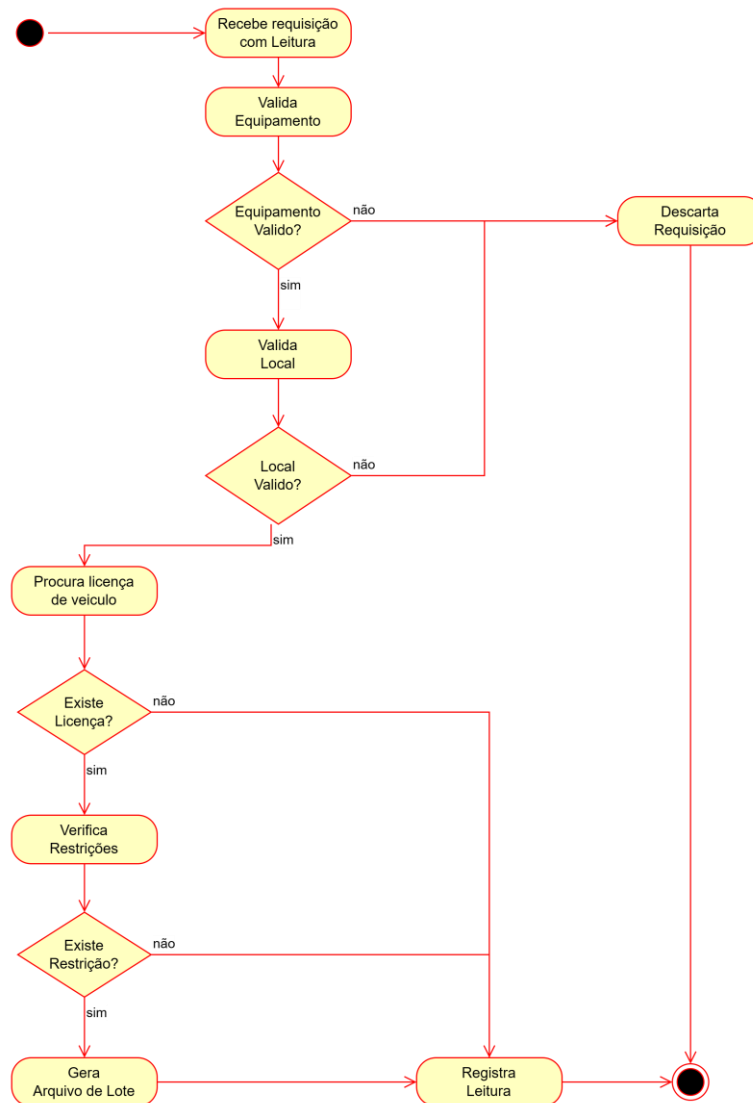 Recebe requisição
com Leitura
Valida
Equipamento
Equipamento
Valido?
não
Descarta
Requisição
sim
Valida
Local
não
Local
Valido?
sim
Procura licença
de veiculo
não
Existe
Licença?
sim
Verifica
Restrições
não
Existe
Restrição?
sim
Gera
Arquivo de Lote
Registra
Leitura